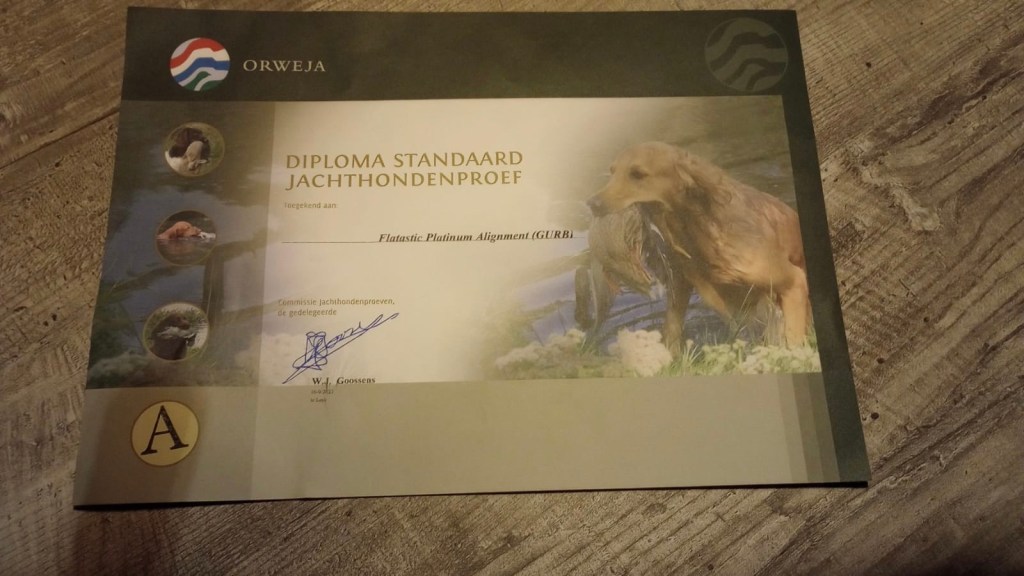 ORWEJA
DIPLOMA STANDAARD
JACHTHONDENPROEF
Toegekend aan:
Flatastic Platinum Alignment (GURB)
Commissie jachthondenproeven,
de gedelegeerde
W.J. Goossens
A